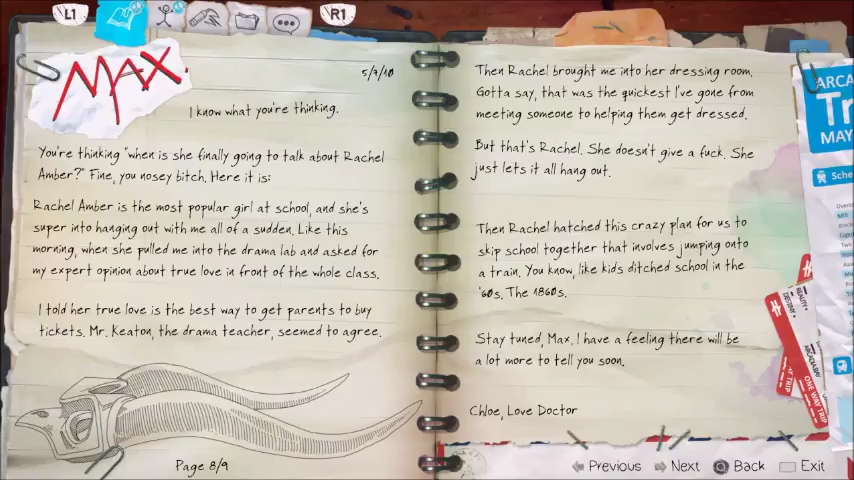 L1
R1
MAX
5/7/10
I know what you're thinking.
You're thinking "when is she finally going to talk about Rachel
Amber?" Fine, you nosey bitch. Here it is:
Rachel Amber is the most popular girl at school, and she's
super into hanging out with me all of a sudden. Like this
morning, when she pulled me into the drama lab and asked for
my expert opinion about true love in front of the whole class.
I told her true love is the best way to get parents to buy
tickets. Mr. Keaton, the drama teacher, seemed to agree.
Page 8/9
Then Rachel brought me into her dressing room.
Gotta say, that was the quickest I've gone from
meeting someone to helping them get dressed.
But that's Rachel. She doesn't give a fuck. She
just lets it all hang out.
Then Rachel hatched this crazy plan for us to
skip school together that involves jumping onto
a train. You know, like kids ditched school in the
'60s. The 1860s.
Stay tuned, Max. I have a feeling there will be
a lot more to tell you soon.
Chloe, Love Doctor
ARCA
Tr
MAY
Sche
DESTINY
BEAUTY
ARCADIA BAY
ONE WAY TRIP
Previous
Next
Back
Exit